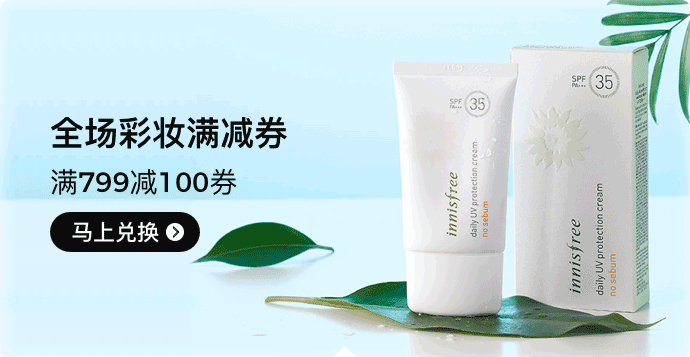 全场彩妆满减券
满799减100券
马上兑换
SPF
PA+++
35
innisfree
daily UV protection cream
no sebum
SPF
PA+++
35
innisfree
daily UV protection cream
no sebum